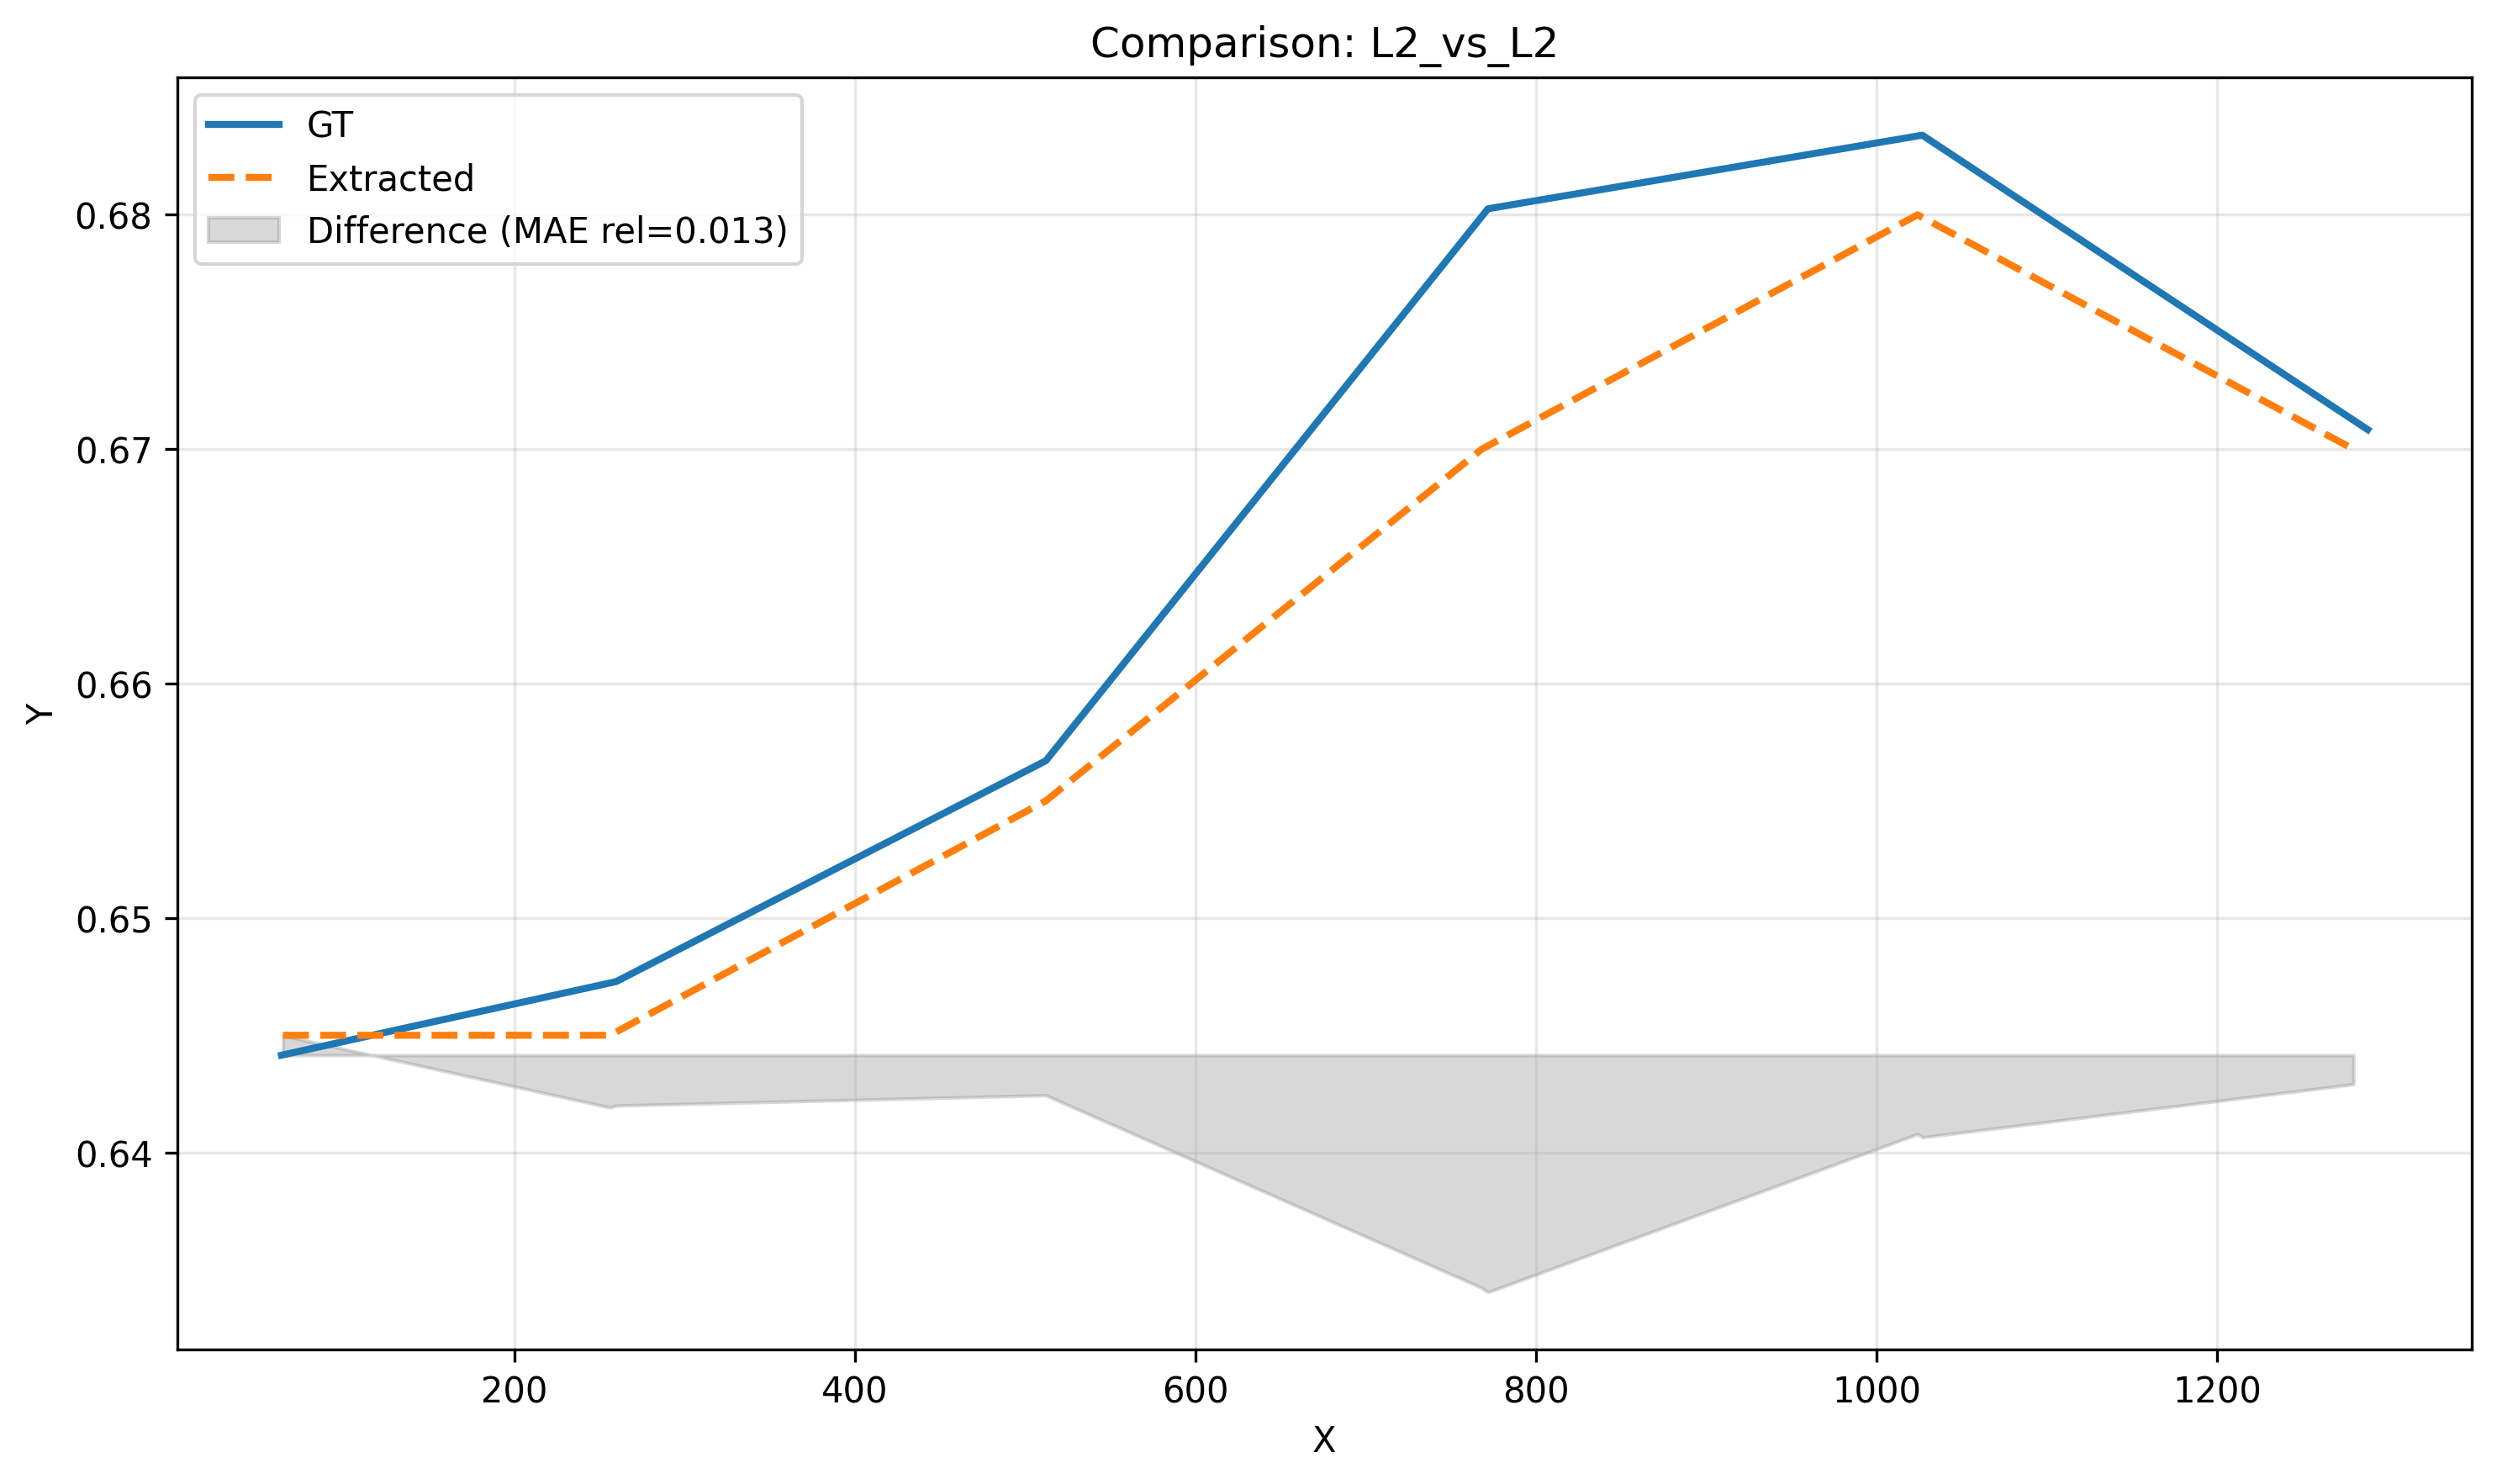 Comparison: L2_vs_L2
GT
Extracted
Difference (MAE rel=0.013)
0.68
0.67
0.66
0.65
0.64
Y
200 400 600 800 1000 1200
X